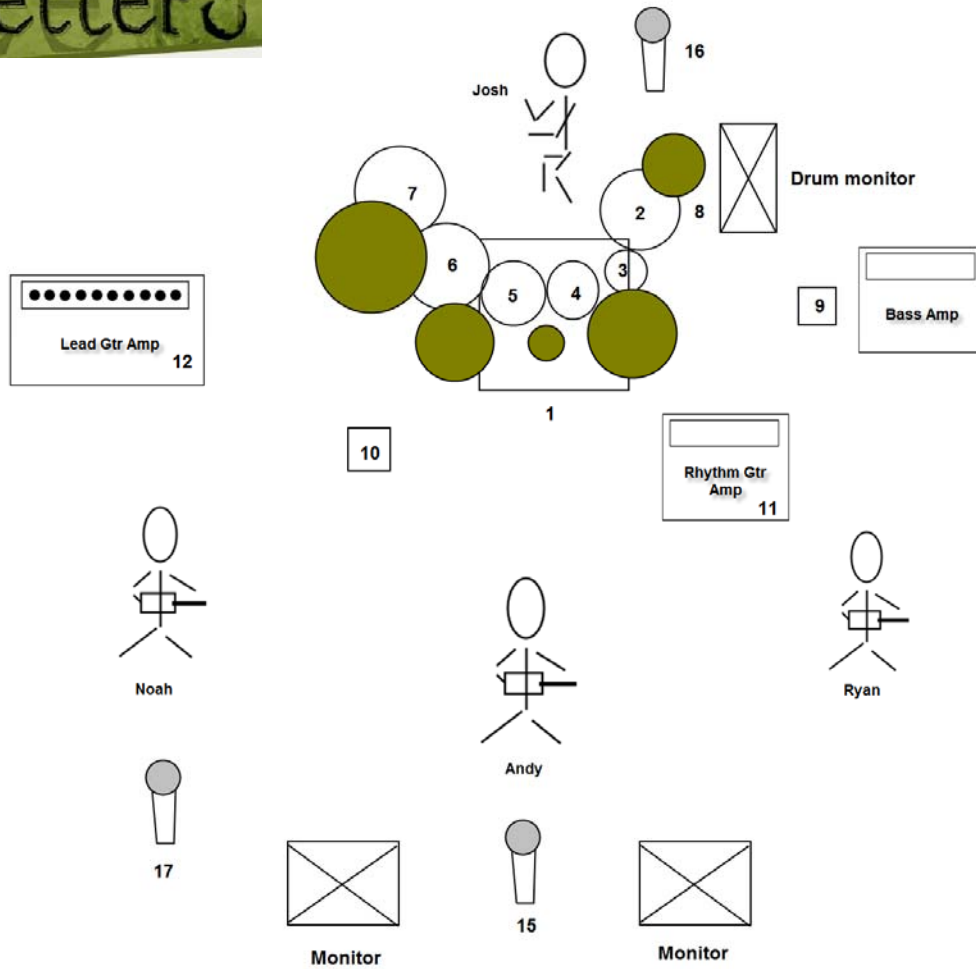 16
Josh
Drum monitor
7
2
8
6
3
5
4
9
Bass Amp
Lead Gtr Amp
12
1
10
Rhythm Gtr
Amp
11
Noah
Ryan
Andy
17
15
Monitor
Monitor